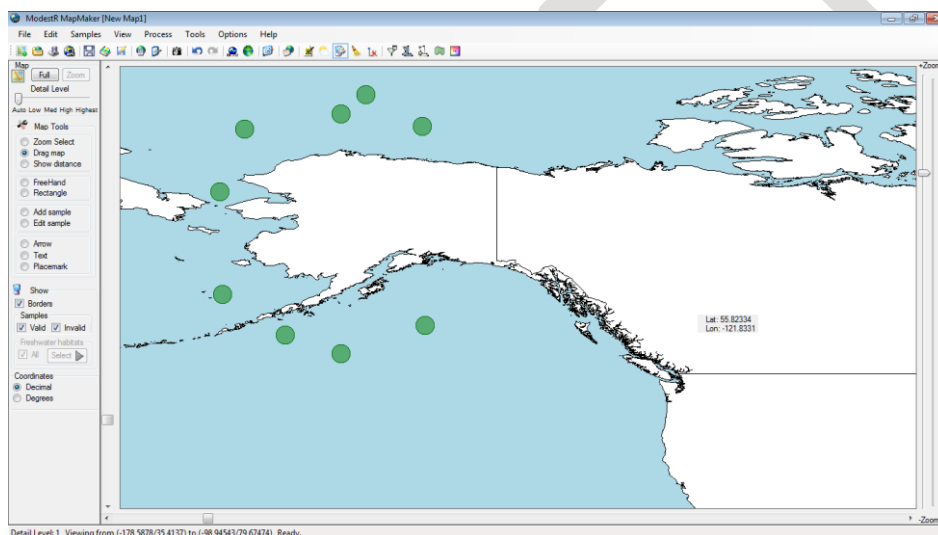 ModestR MapMaker [New Map1]
File Edit Samples View Process Tools Options Help
Map
Full Zoom
Detail Level
Auto Low Med High Highest
Map Tools
Zoom Select
Drag map
Show distance
FreeHand
Rectangle
Add sample
Edit sample
Arrow
Text
Placemark
Show
Borders
Samples
Valid Invalid
Freshwater habitats
All Select
Coordinates
Decimal
Degrees
Lat: 55.82334
Lon: -121.8331
+Zoom
-Zoom
Detail Level: 1 Viewing from (-178.5878/35.4137) to (-98.94543/79.67474) Ready.